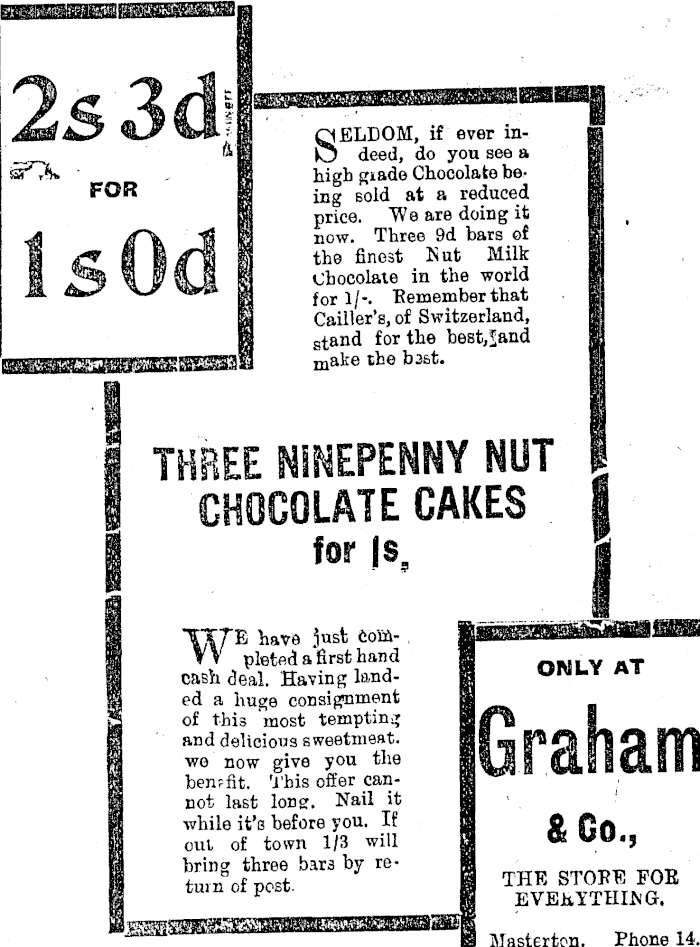 2s 3d
FOR
1s 0d
SELDOM, if ever in-
deed, do you see a
high grade Chocolate be-
ing sold at a reduced
price. We are doing it
now. Three 9d bars of
the finest Nut Milk
Chocolate in the world
for 1/-. Remember that
Cailler's, of Switzerland,
stand for the best, and
make the best.
THREE NINEPENNY NUT
CHOCOLATE CAKES
for 1s.
WE have just com-
pleted a first hand
cash deal. Having land-
ed a huge consignment
of this most tempting
and delicious sweetmeat.
we now give you the
benefit. This offer can-
not last long. Nail it
while it's before you. If
out of town 1/3 will
bring three bars by re-
turn of post.
ONLY AT
Graham
& Co.,
THE STORE FOR
EVERYTHING.
Masterton. Phone 14.